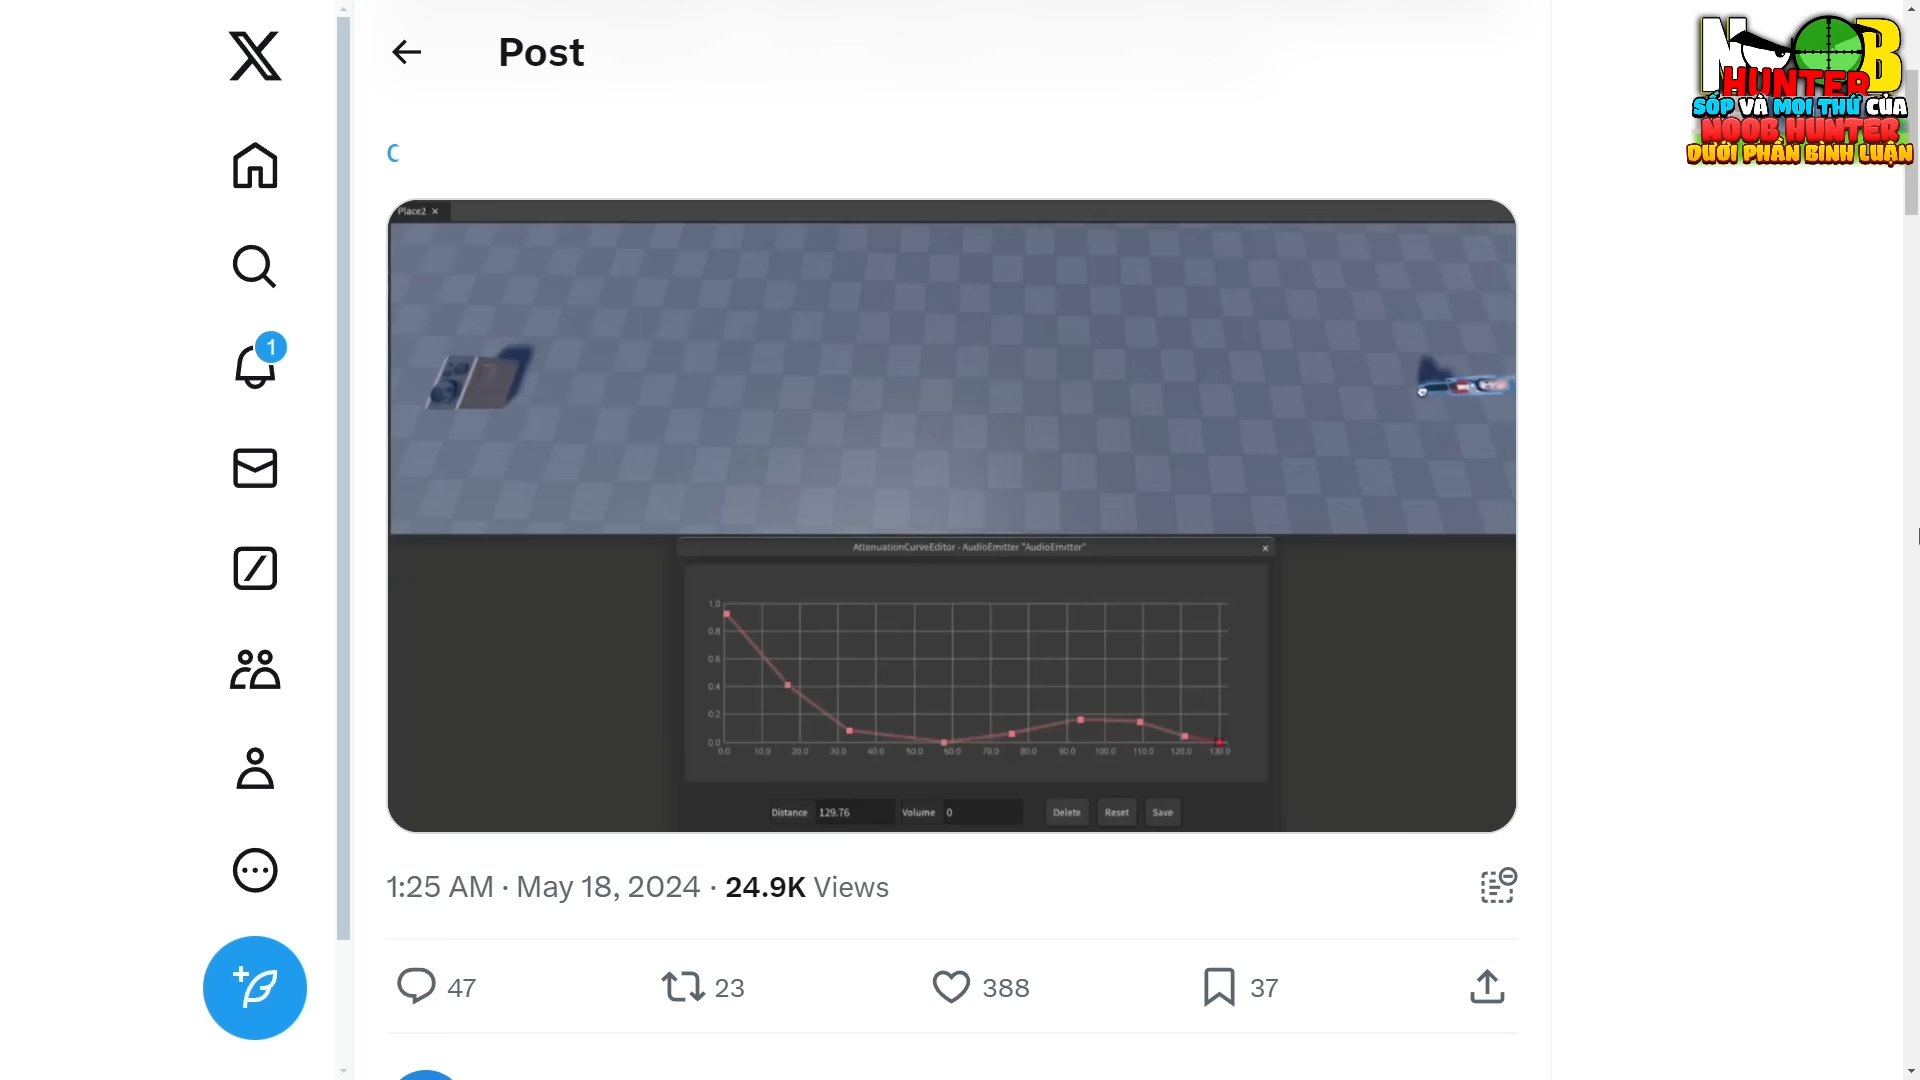 Post
NOOB
HUNTER
SỐP VÀ MỌI THỨ CỦA
NOOB HUNTER
DƯỚI PHẦN BÌNH LUẬN
1
C
Place2 ×
AttenuationCurveEditor - AudioEmitter "AudioEmitter" ×
1.0
0.8
0.6
0.4
0.2
0.0
0.0 10.0 20.0 30.0 40.0 50.0 60.0 70.0 80.0 90.0 100.0 110.0 120.0 130.0
Distance 129.76 Volume 0 Delete Reset Save
1:25 AM · May 18, 2024 · 24.9K Views
47 23 388 37